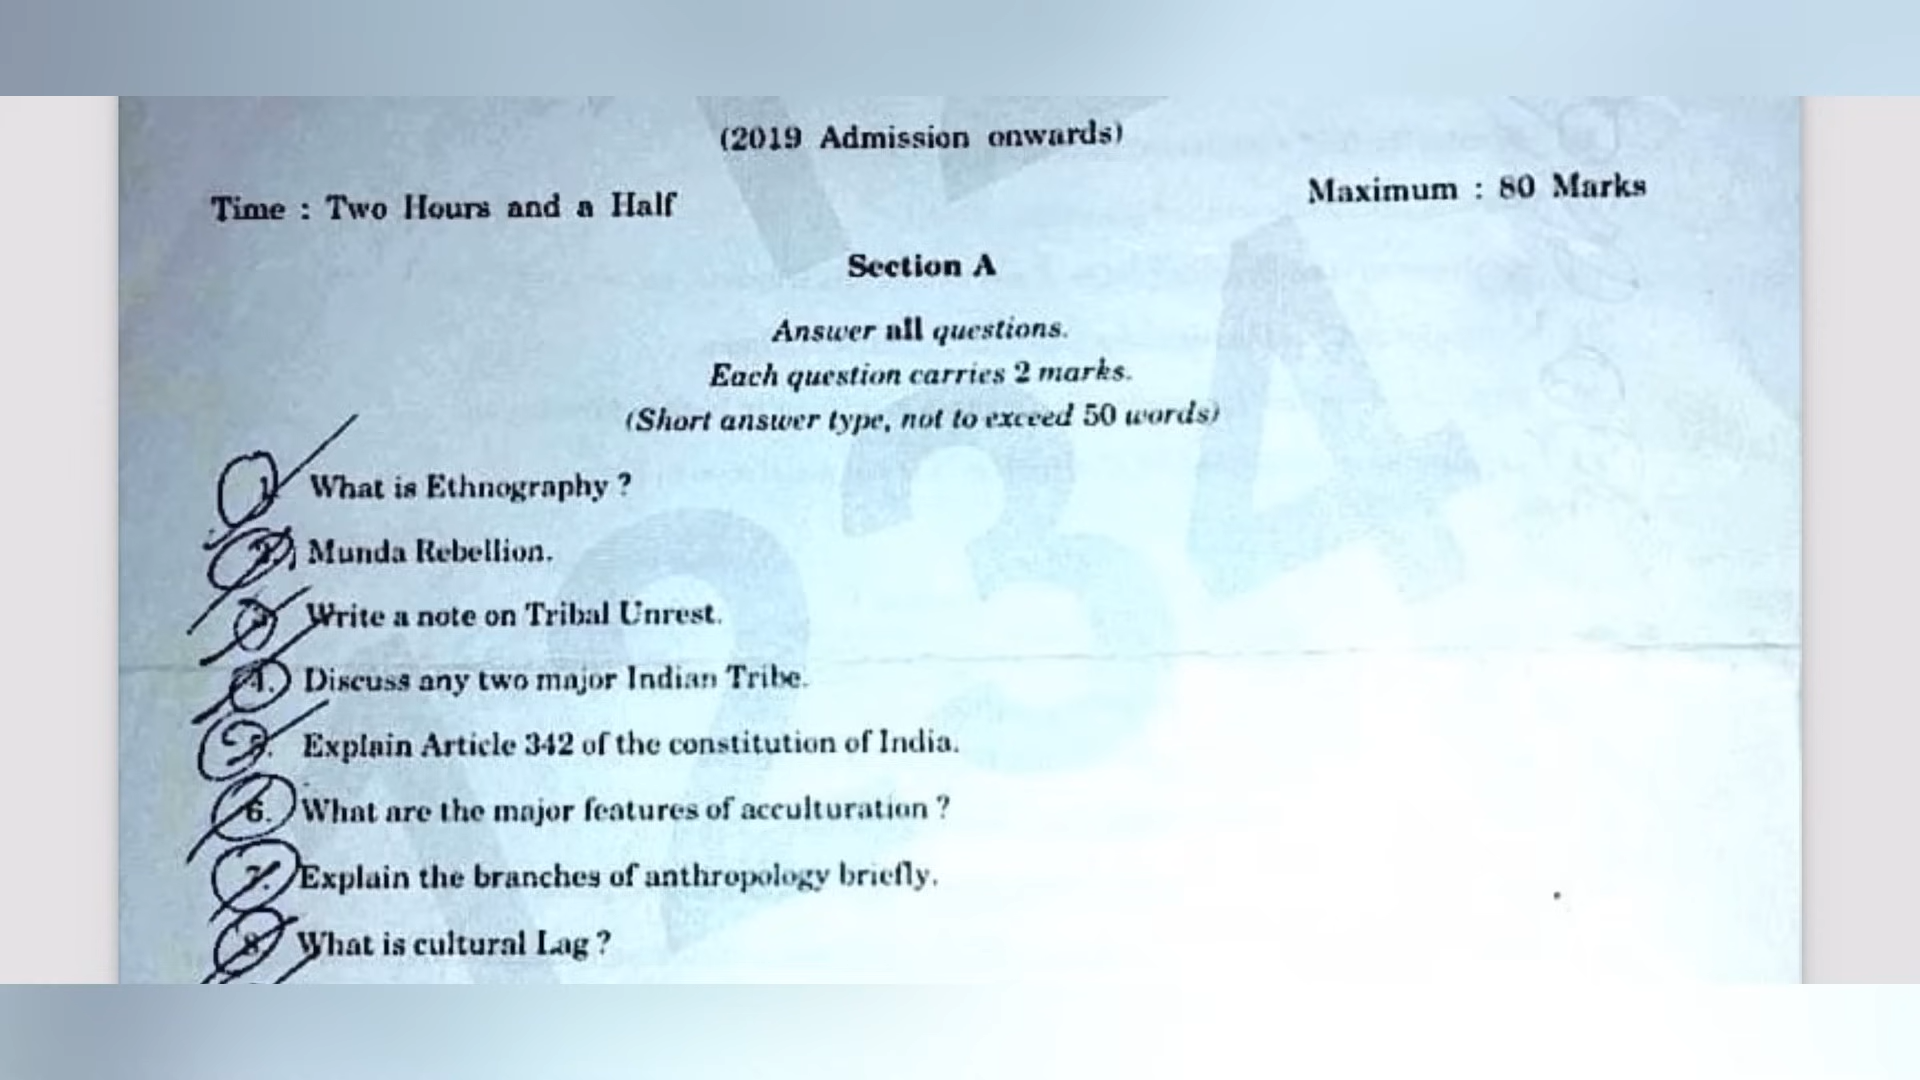 (2019 Admission onwards)
Time : Two Hours and a Half
Maximum : 80 Marks
Section A
Answer all questions.
Each question carries 2 marks.
(Short answer type, not to exceed 50 words)
1. What is Ethnography ?
2. Munda Rebellion.
3. Write a note on Tribal Unrest.
4. Discuss any two major Indian Tribe.
5. Explain Article 342 of the constitution of India.
6. What are the major features of acculturation ?
7. Explain the branches of anthropology briefly.
8. What is cultural Lag ?
1 2 3 4